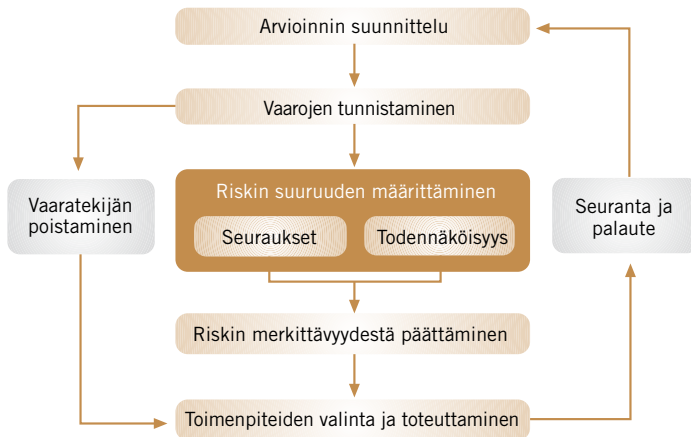 Arvioinnin suunnittelu
Vaarojen tunnistaminen
Riskin suuruuden määrittäminen
Seuraukset
Todennäköisyys
Vaaratekijän
poistaminen
Seuranta ja
palaute
Riskin merkittävyydestä päättäminen
Toimenpiteiden valinta ja toteuttaminen